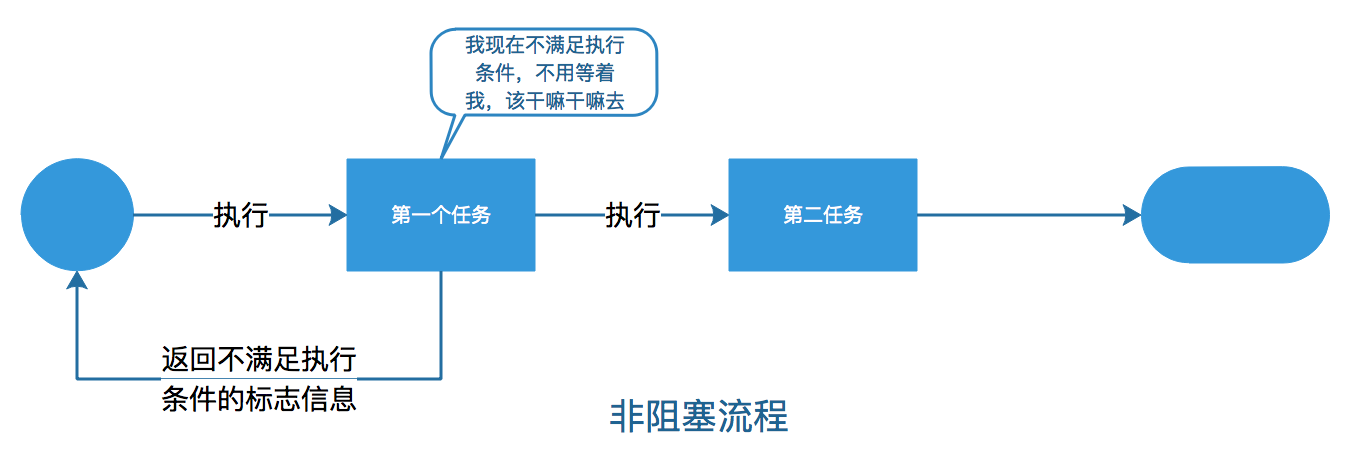 我现在不满足执行
条件，不用等着
我，该干嘛干嘛去
执行
第一个任务
执行
第二任务
返回不满足执行
条件的标志信息
非阻塞流程